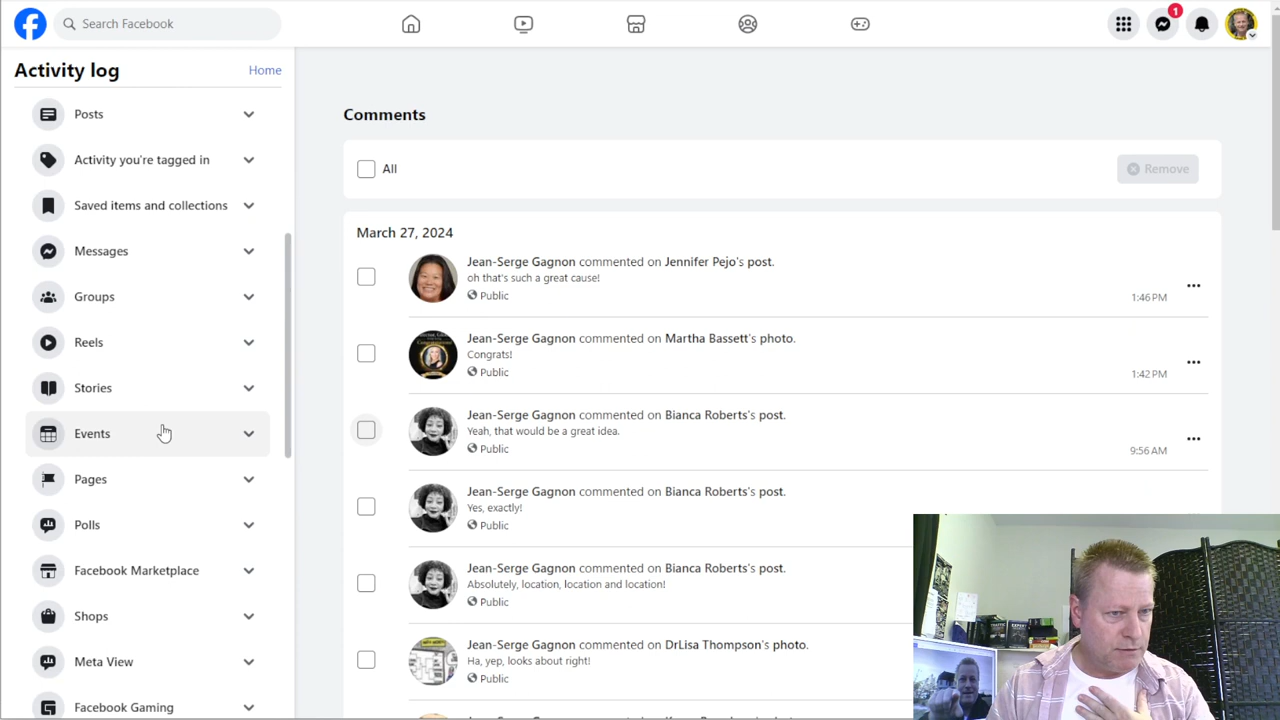 Search Facebook
1
Activity log
Home
Posts
Activity you're tagged in
Saved items and collections
Messages
Groups
Reels
Stories
Events
Pages
Polls
Facebook Marketplace
Shops
Meta View
Facebook Gaming
Comments
All
Remove
March 27, 2024
Jean-Serge Gagnon commented on Jennifer Pejo's post.
oh that's such a great cause!
Public
1:46 PM
Jean-Serge Gagnon commented on Martha Bassett's photo.
Congrats!
Public
1:42 PM
Jean-Serge Gagnon commented on Bianca Roberts's post.
Yeah, that would be a great idea.
Public
9:56 AM
Jean-Serge Gagnon commented on Bianca Roberts's post.
Yes, exactly!
Public
Jean-Serge Gagnon commented on Bianca Roberts's post.
Absolutely, location, location and location!
Public
Jean-Serge Gagnon commented on DrLisa Thompson's photo.
Ha, yep, looks about right!
Public